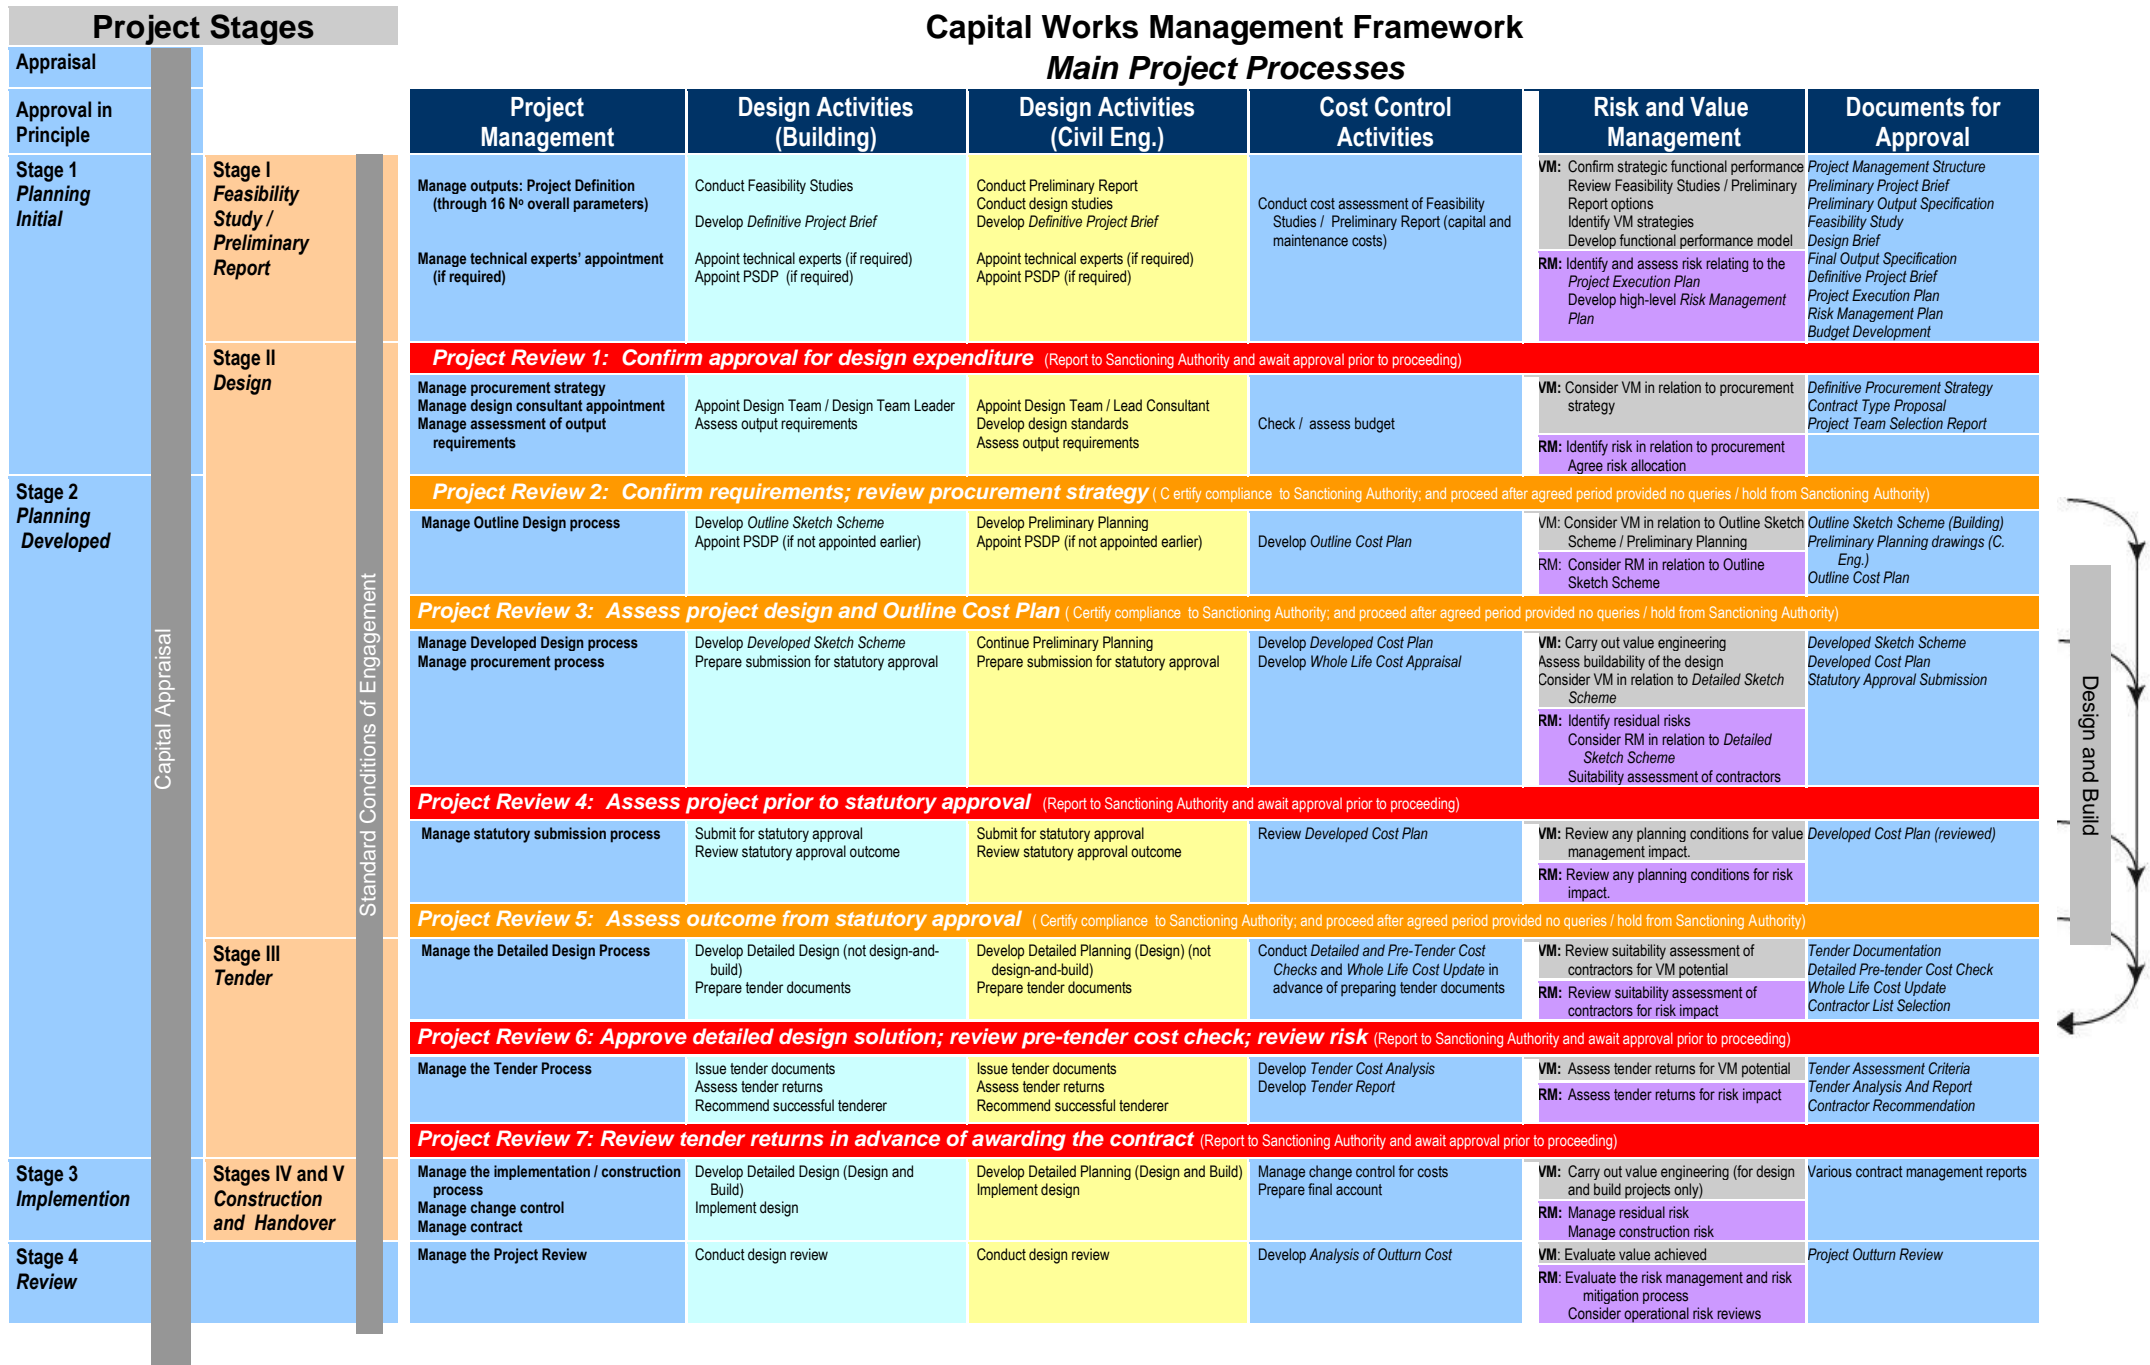 Project Stages
Capital Works Management Framework
Main Project Processes
Appraisal
Approval in
Principle
Stage 1
Planning
Initial
Stage 2
Planning
Developed
Stage 3
Implemention
Stage 4
Review
Capital Appraisal
Stage I
Feasibility
Study /
Preliminary
Report
Stage II
Design
Stage III
Tender
Stages IV and V
Construction
and Handover
Standard Conditions of Engagement
Project
Management
Design Activities
(Building)
Design Activities
(Civil Eng.)
Cost Control
Activities
Risk and Value
Management
Documents for
Approval
Manage outputs: Project Definition
(through 16 Nº overall parameters)
Manage technical experts' appointment
(if required)
Conduct Feasibility Studies
Develop Definitive Project Brief
Appoint technical experts (if required)
Appoint PSDP (if required)
Conduct Preliminary Report
Conduct design studies
Develop Definitive Project Brief
Appoint technical experts (if required)
Appoint PSDP (if required)
Conduct cost assessment of Feasibility
Studies / Preliminary Report (capital and
maintenance costs)
VM: Confirm strategic functional performance
Review Feasibility Studies / Preliminary
Report options
Identify VM strategies
Develop functional performance model
RM: Identify and assess risk relating to the
Project Execution Plan
Develop high-level Risk Management
Plan
Project Management Structure
Preliminary Project Brief
Preliminary Output Specification
Feasibility Study
Design Brief
Final Output Specification
Definitive Project Brief
Project Execution Plan
Risk Management Plan
Budget Development
Project Review 1: Confirm approval for design expenditure (Report to Sanctioning Authority and await approval prior to proceeding)
Manage procurement strategy
Manage design consultant appointment
Manage assessment of output
requirements
Appoint Design Team / Design Team Leader
Assess output requirements
Appoint Design Team / Lead Consultant
Develop design standards
Assess output requirements
Check / assess budget
VM: Consider VM in relation to procurement
strategy
RM: Identify risk in relation to procurement
Agree risk allocation
Definitive Procurement Strategy
Contract Type Proposal
Project Team Selection Report
Project Review 2: Confirm requirements; review procurement strategy ( C ertify compliance to Sanctioning Authority; and proceed after agreed period provided no queries / hold from Sanctioning Authority)
Manage Outline Design process
Develop Outline Sketch Scheme
Appoint PSDP (if not appointed earlier)
Develop Preliminary Planning
Appoint PSDP (if not appointed earlier)
Develop Outline Cost Plan
VM: Consider VM in relation to Outline Sketch
Scheme / Preliminary Planning
RM: Consider RM in relation to Outline
Sketch Scheme
Outline Sketch Scheme (Building)
Preliminary Planning drawings (C.
Eng.)
Outline Cost Plan
Project Review 3: Assess project design and Outline Cost Plan ( Certify compliance to Sanctioning Authority; and proceed after agreed period provided no queries / hold from Sanctioning Authority)
Manage Developed Design process
Manage procurement process
Develop Developed Sketch Scheme
Prepare submission for statutory approval
Continue Preliminary Planning
Prepare submission for statutory approval
Develop Developed Cost Plan
Develop Whole Life Cost Appraisal
VM: Carry out value engineering
Assess buildability of the design
Consider VM in relation to Detailed Sketch
Scheme
RM: Identify residual risks
Consider RM in relation to Detailed
Sketch Scheme
Suitability assessment of contractors
Developed Sketch Scheme
Developed Cost Plan
Statutory Approval Submission
Project Review 4: Assess project prior to statutory approval (Report to Sanctioning Authority and await approval prior to proceeding)
Manage statutory submission process
Submit for statutory approval
Review statutory approval outcome
Submit for statutory approval
Review statutory approval outcome
Review Developed Cost Plan
VM: Review any planning conditions for value
management impact.
RM: Review any planning conditions for risk
impact.
Developed Cost Plan (reviewed)
Project Review 5: Assess outcome from statutory approval ( Certify compliance to Sanctioning Authority; and proceed after agreed period provided no queries / hold from Sanctioning Authority)
Manage the Detailed Design Process
Develop Detailed Design (not design-and-
build)
Prepare tender documents
Develop Detailed Planning (Design) (not
design-and-build)
Prepare tender documents
Conduct Detailed and Pre-Tender Cost
Checks and Whole Life Cost Update in
advance of preparing tender documents
VM: Review suitability assessment of
contractors for VM potential
RM: Review suitability assessment of
contractors for risk impact
Tender Documentation
Detailed Pre-tender Cost Check
Whole Life Cost Update
Contractor List Selection
Project Review 6: Approve detailed design solution; review pre-tender cost check; review risk (Report to Sanctioning Authority and await approval prior to proceeding)
Manage the Tender Process
Issue tender documents
Assess tender returns
Recommend successful tenderer
Issue tender documents
Assess tender returns
Recommend successful tenderer
Develop Tender Cost Analysis
Develop Tender Report
VM: Assess tender returns for VM potential
RM: Assess tender returns for risk impact
Tender Assessment Criteria
Tender Analysis And Report
Contractor Recommendation
Project Review 7: Review tender returns in advance of awarding the contract (Report to Sanctioning Authority and await approval prior to proceeding)
Manage the implementation / construction
process
Manage change control
Manage contract
Develop Detailed Design (Design and
Build)
Implement design
Develop Detailed Planning (Design and Build)
Implement design
Manage change control for costs
Prepare final account
VM: Carry out value engineering (for design
and build projects only)
RM: Manage residual risk
Manage construction risk
Various contract management reports
Manage the Project Review
Conduct design review
Conduct design review
Develop Analysis of Outturn Cost
VM: Evaluate value achieved
RM: Evaluate the risk management and risk
mitigation process
Consider operational risk reviews
Project Outturn Review
Design and Build